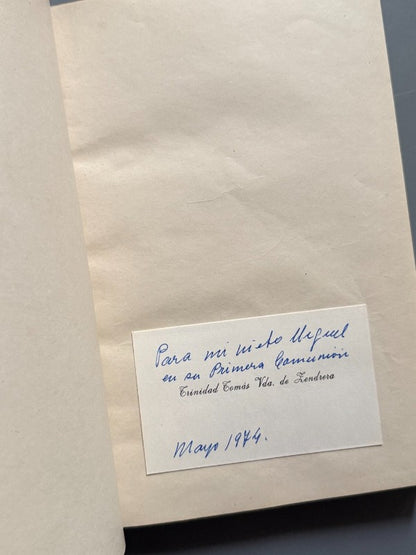 Para mi nieto Miguel
en su Primera Comunión
Trinidad Tomás Vda. de Zendrera
Mayo 1974.